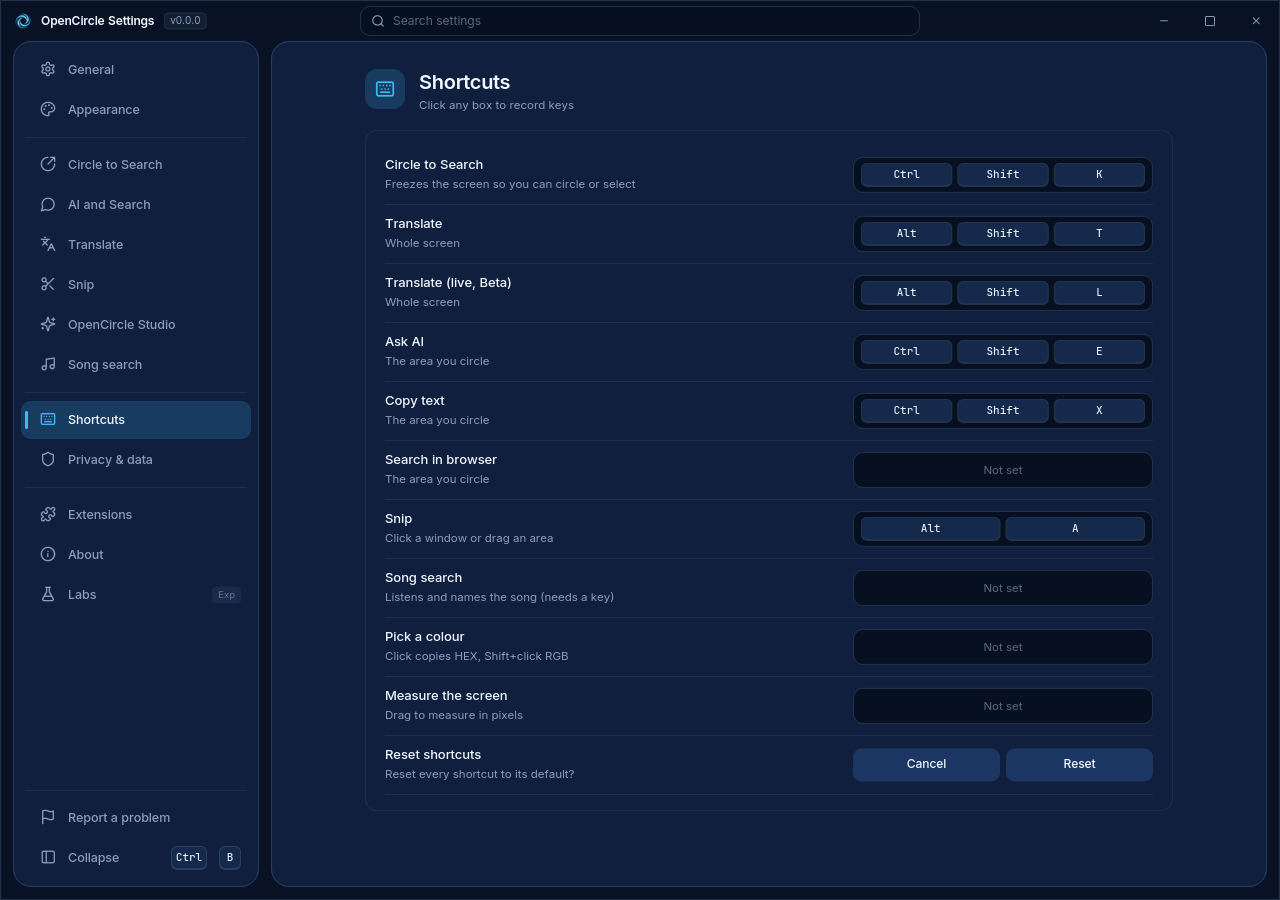 OpenCircle Settings v0.0.0
Search settings
General
Appearance
Circle to Search
AI and Search
Translate
Snip
OpenCircle Studio
Song search
Shortcuts
Privacy & data
Extensions
About
Labs Exp
Report a problem
Collapse Ctrl B
Shortcuts
Click any box to record keys
Circle to Search
Freezes the screen so you can circle or select
Ctrl Shift K
Translate
Whole screen
Alt Shift T
Translate (live, Beta)
Whole screen
Alt Shift L
Ask AI
The area you circle
Ctrl Shift E
Copy text
The area you circle
Ctrl Shift X
Search in browser
The area you circle
Not set
Snip
Click a window or drag an area
Alt A
Song search
Listens and names the song (needs a key)
Not set
Pick a colour
Click copies HEX, Shift+click RGB
Not set
Measure the screen
Drag to measure in pixels
Not set
Reset shortcuts
Reset every shortcut to its default?
Cancel Reset